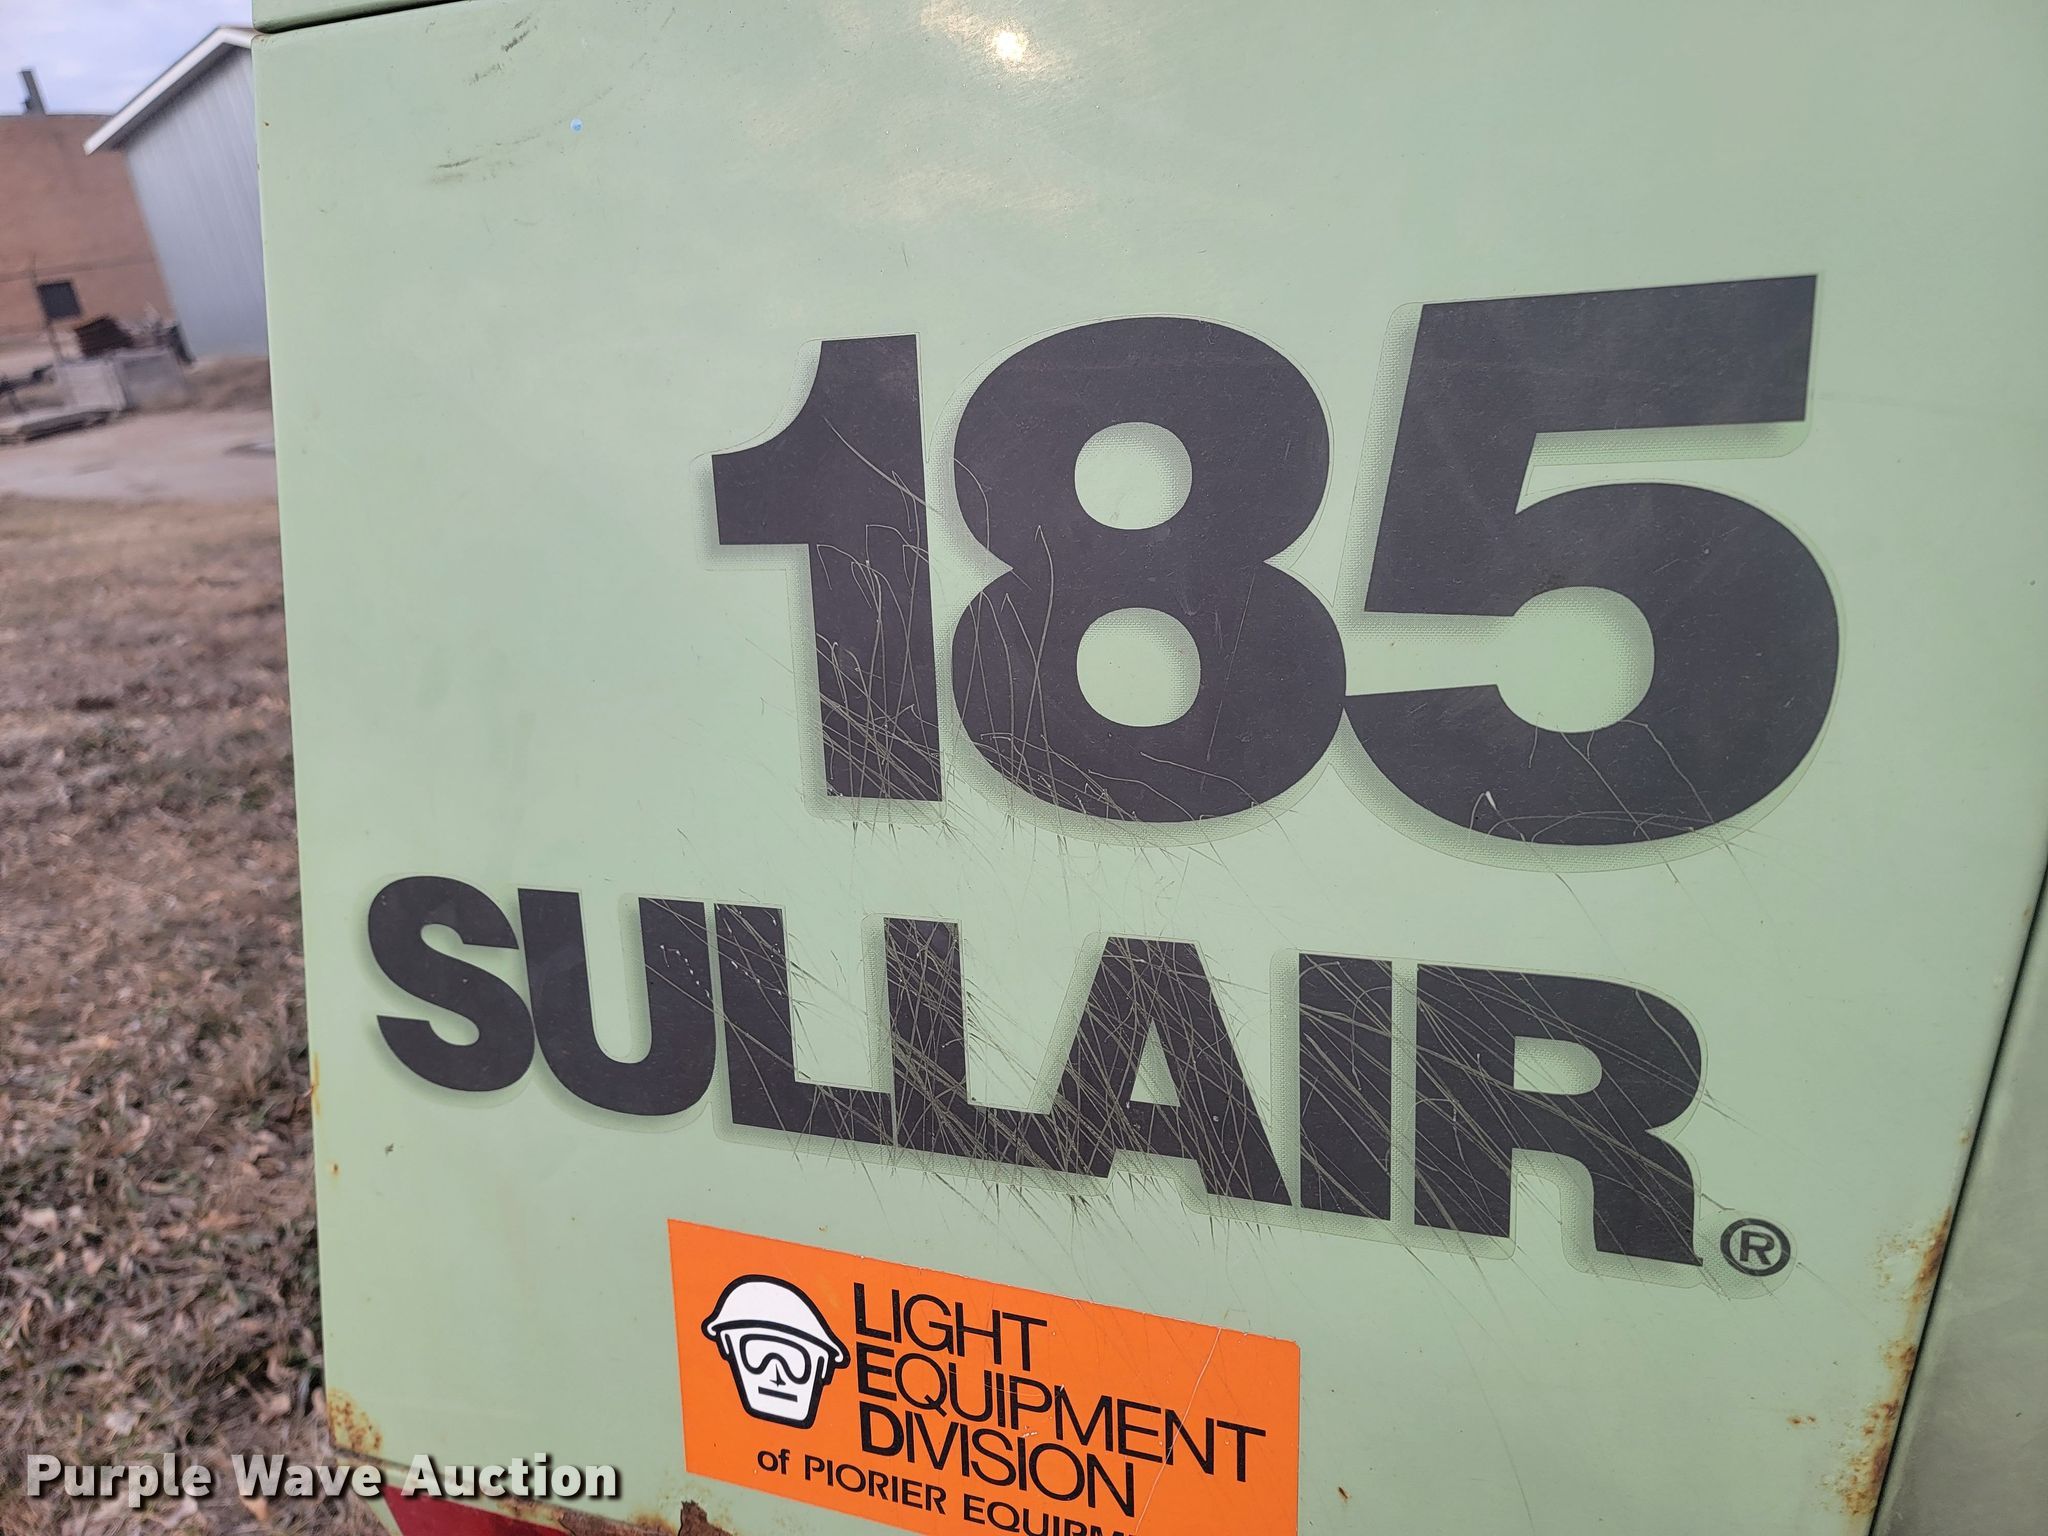 185
SULLAIR®
LIGHT
EQUIPMENT
DIVISION
of PIORIER
Purple Wave Auction